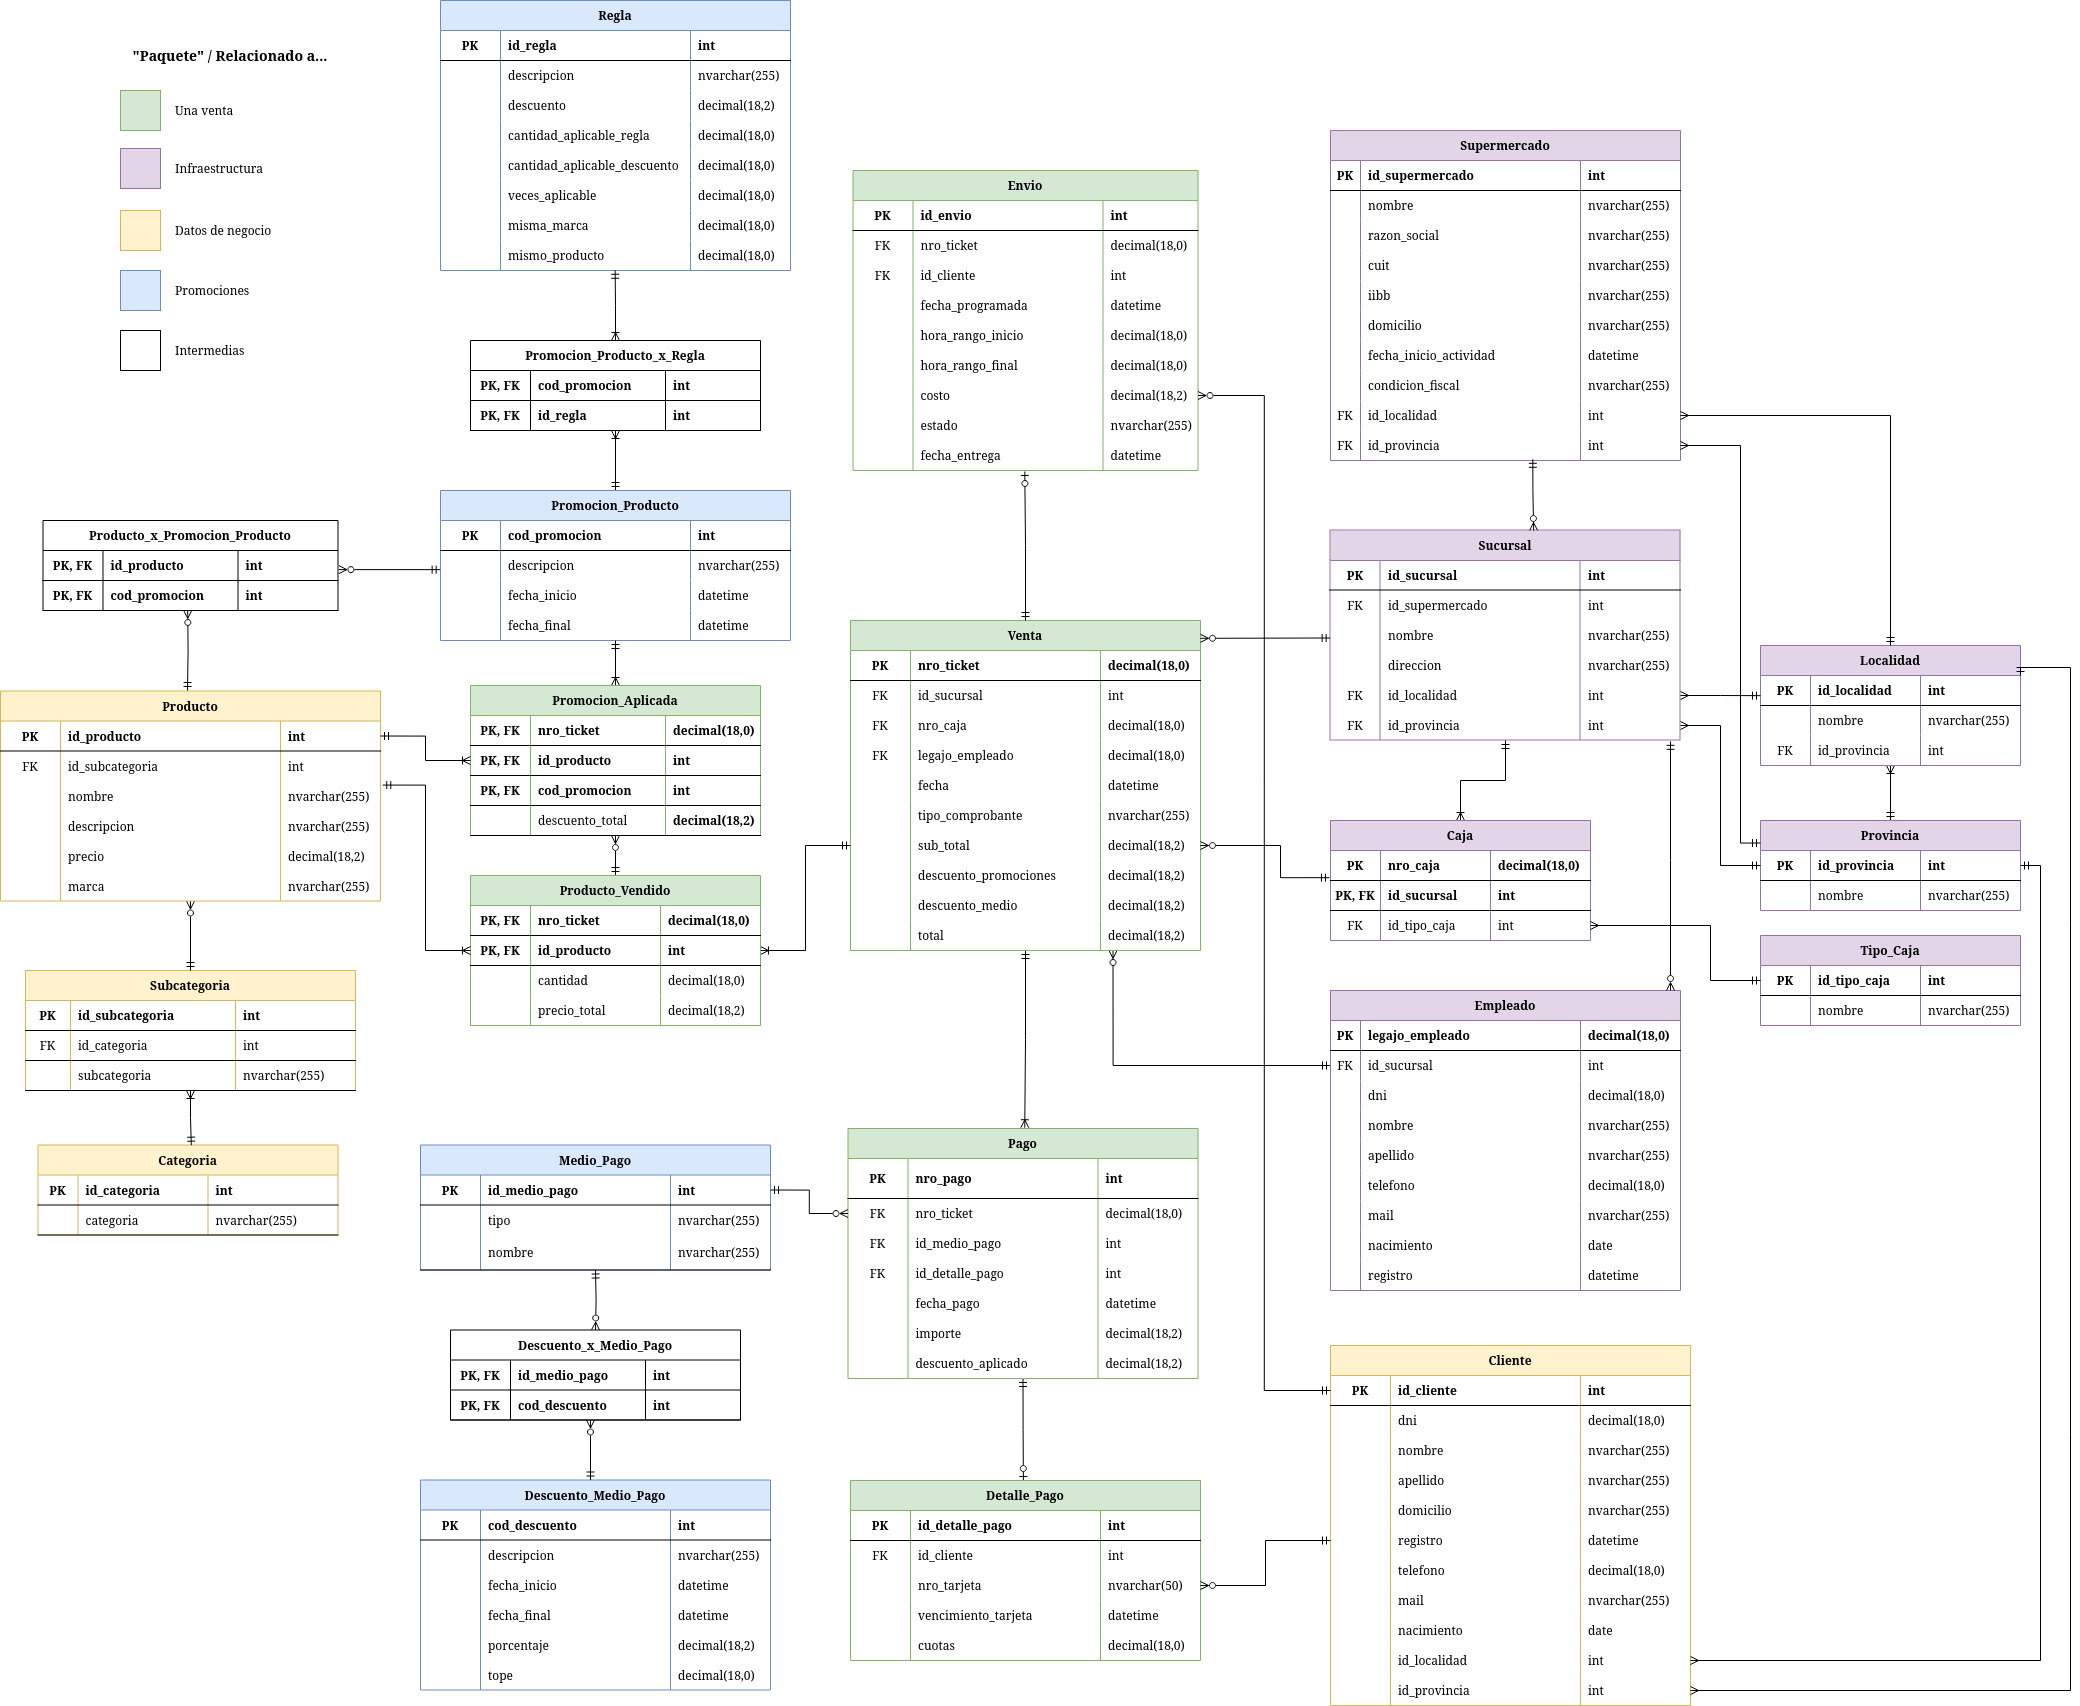 "Paquete" / Relacionado a...
Una venta
Infraestructura
Datos de negocio
Promociones
Intermedias
Regla
PK id_regla int
descripcion nvarchar(255)
descuento decimal(18,2)
cantidad_aplicable_regla decimal(18,0)
cantidad_aplicable_descuento decimal(18,0)
veces_aplicable decimal(18,0)
misma_marca decimal(18,0)
mismo_producto decimal(18,0)
Promocion_Producto_x_Regla
PK, FK cod_promocion int
PK, FK id_regla int
Promocion_Producto
PK cod_promocion int
descripcion nvarchar(255)
fecha_inicio datetime
fecha_final datetime
Producto_x_Promocion_Producto
PK, FK id_producto int
PK, FK cod_promocion int
Producto
PK id_producto int
FK id_subcategoria int
nombre nvarchar(255)
descripcion nvarchar(255)
precio decimal(18,2)
marca nvarchar(255)
Promocion_Aplicada
PK, FK nro_ticket decimal(18,0)
PK, FK id_producto int
PK, FK cod_promocion int
descuento_total decimal(18,2)
Producto_Vendido
PK, FK nro_ticket decimal(18,0)
PK, FK id_producto int
cantidad decimal(18,0)
precio_total decimal(18,2)
Subcategoria
PK id_subcategoria int
FK id_categoria int
subcategoria nvarchar(255)
Categoria
PK id_categoria int
categoria nvarchar(255)
Medio_Pago
PK id_medio_pago int
tipo nvarchar(255)
nombre nvarchar(255)
Descuento_x_Medio_Pago
PK, FK id_medio_pago int
PK, FK cod_descuento int
Descuento_Medio_Pago
PK cod_descuento int
descripcion nvarchar(255)
fecha_inicio datetime
fecha_final datetime
porcentaje decimal(18,2)
tope decimal(18,0)
Envio
PK id_envio int
FK nro_ticket decimal(18,0)
FK id_cliente int
fecha_programada datetime
hora_rango_inicio decimal(18,0)
hora_rango_final decimal(18,0)
costo decimal(18,2)
estado nvarchar(255)
fecha_entrega datetime
Venta
PK nro_ticket decimal(18,0)
FK id_sucursal int
FK nro_caja decimal(18,0)
FK legajo_empleado decimal(18,0)
fecha datetime
tipo_comprobante nvarchar(255)
sub_total decimal(18,2)
descuento_promociones decimal(18,2)
descuento_medio decimal(18,2)
total decimal(18,2)
Pago
PK nro_pago int
FK nro_ticket decimal(18,0)
FK id_medio_pago int
FK id_detalle_pago int
fecha_pago datetime
importe decimal(18,2)
descuento_aplicado decimal(18,2)
Detalle_Pago
PK id_detalle_pago int
FK id_cliente int
nro_tarjeta nvarchar(50)
vencimiento_tarjeta datetime
cuotas decimal(18,0)
Supermercado
PK id_supermercado int
nombre nvarchar(255)
razon_social nvarchar(255)
cuit nvarchar(255)
iibb nvarchar(255)
domicilio nvarchar(255)
fecha_inicio_actividad datetime
condicion_fiscal nvarchar(255)
FK id_localidad int
FK id_provincia int
Sucursal
PK id_sucursal int
FK id_supermercado int
nombre nvarchar(255)
direccion nvarchar(255)
FK id_localidad int
FK id_provincia int
Caja
PK nro_caja decimal(18,0)
PK, FK id_sucursal int
FK id_tipo_caja int
Empleado
PK legajo_empleado decimal(18,0)
FK id_sucursal int
dni decimal(18,0)
nombre nvarchar(255)
apellido nvarchar(255)
telefono decimal(18,0)
mail nvarchar(255)
nacimiento date
registro datetime
Cliente
PK id_cliente int
dni decimal(18,0)
nombre nvarchar(255)
apellido nvarchar(255)
domicilio nvarchar(255)
registro datetime
telefono decimal(18,0)
mail nvarchar(255)
nacimiento date
id_localidad int
id_provincia int
Localidad
PK id_localidad int
nombre nvarchar(255)
FK id_provincia int
Provincia
PK id_provincia int
nombre nvarchar(255)
Tipo_Caja
PK id_tipo_caja int
nombre nvarchar(255)